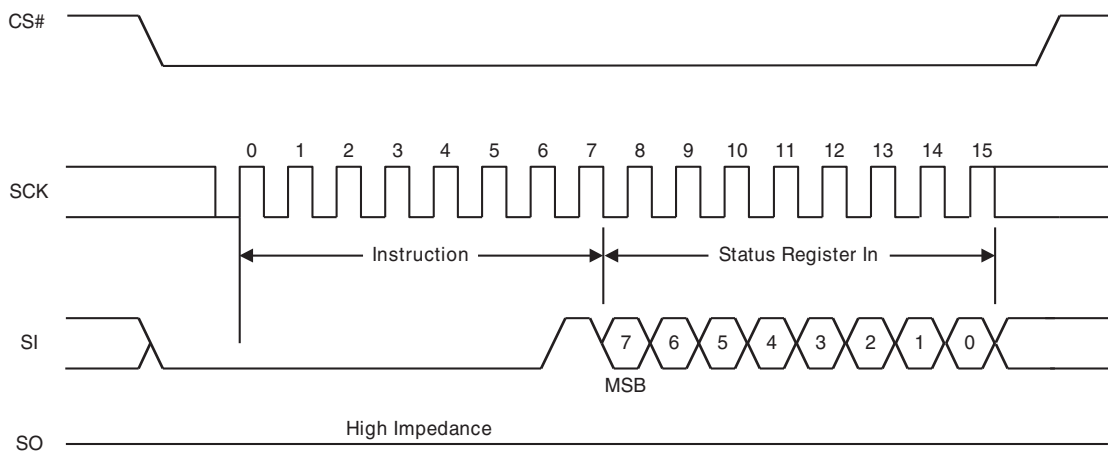 CS#
0 1 2 3 4 5 6 7 8 9 10 11 12 13 14 15
SCK
Instruction Status Register In
SI 7 6 5 4 3 2 1 0
MSB
High Impedance
SO